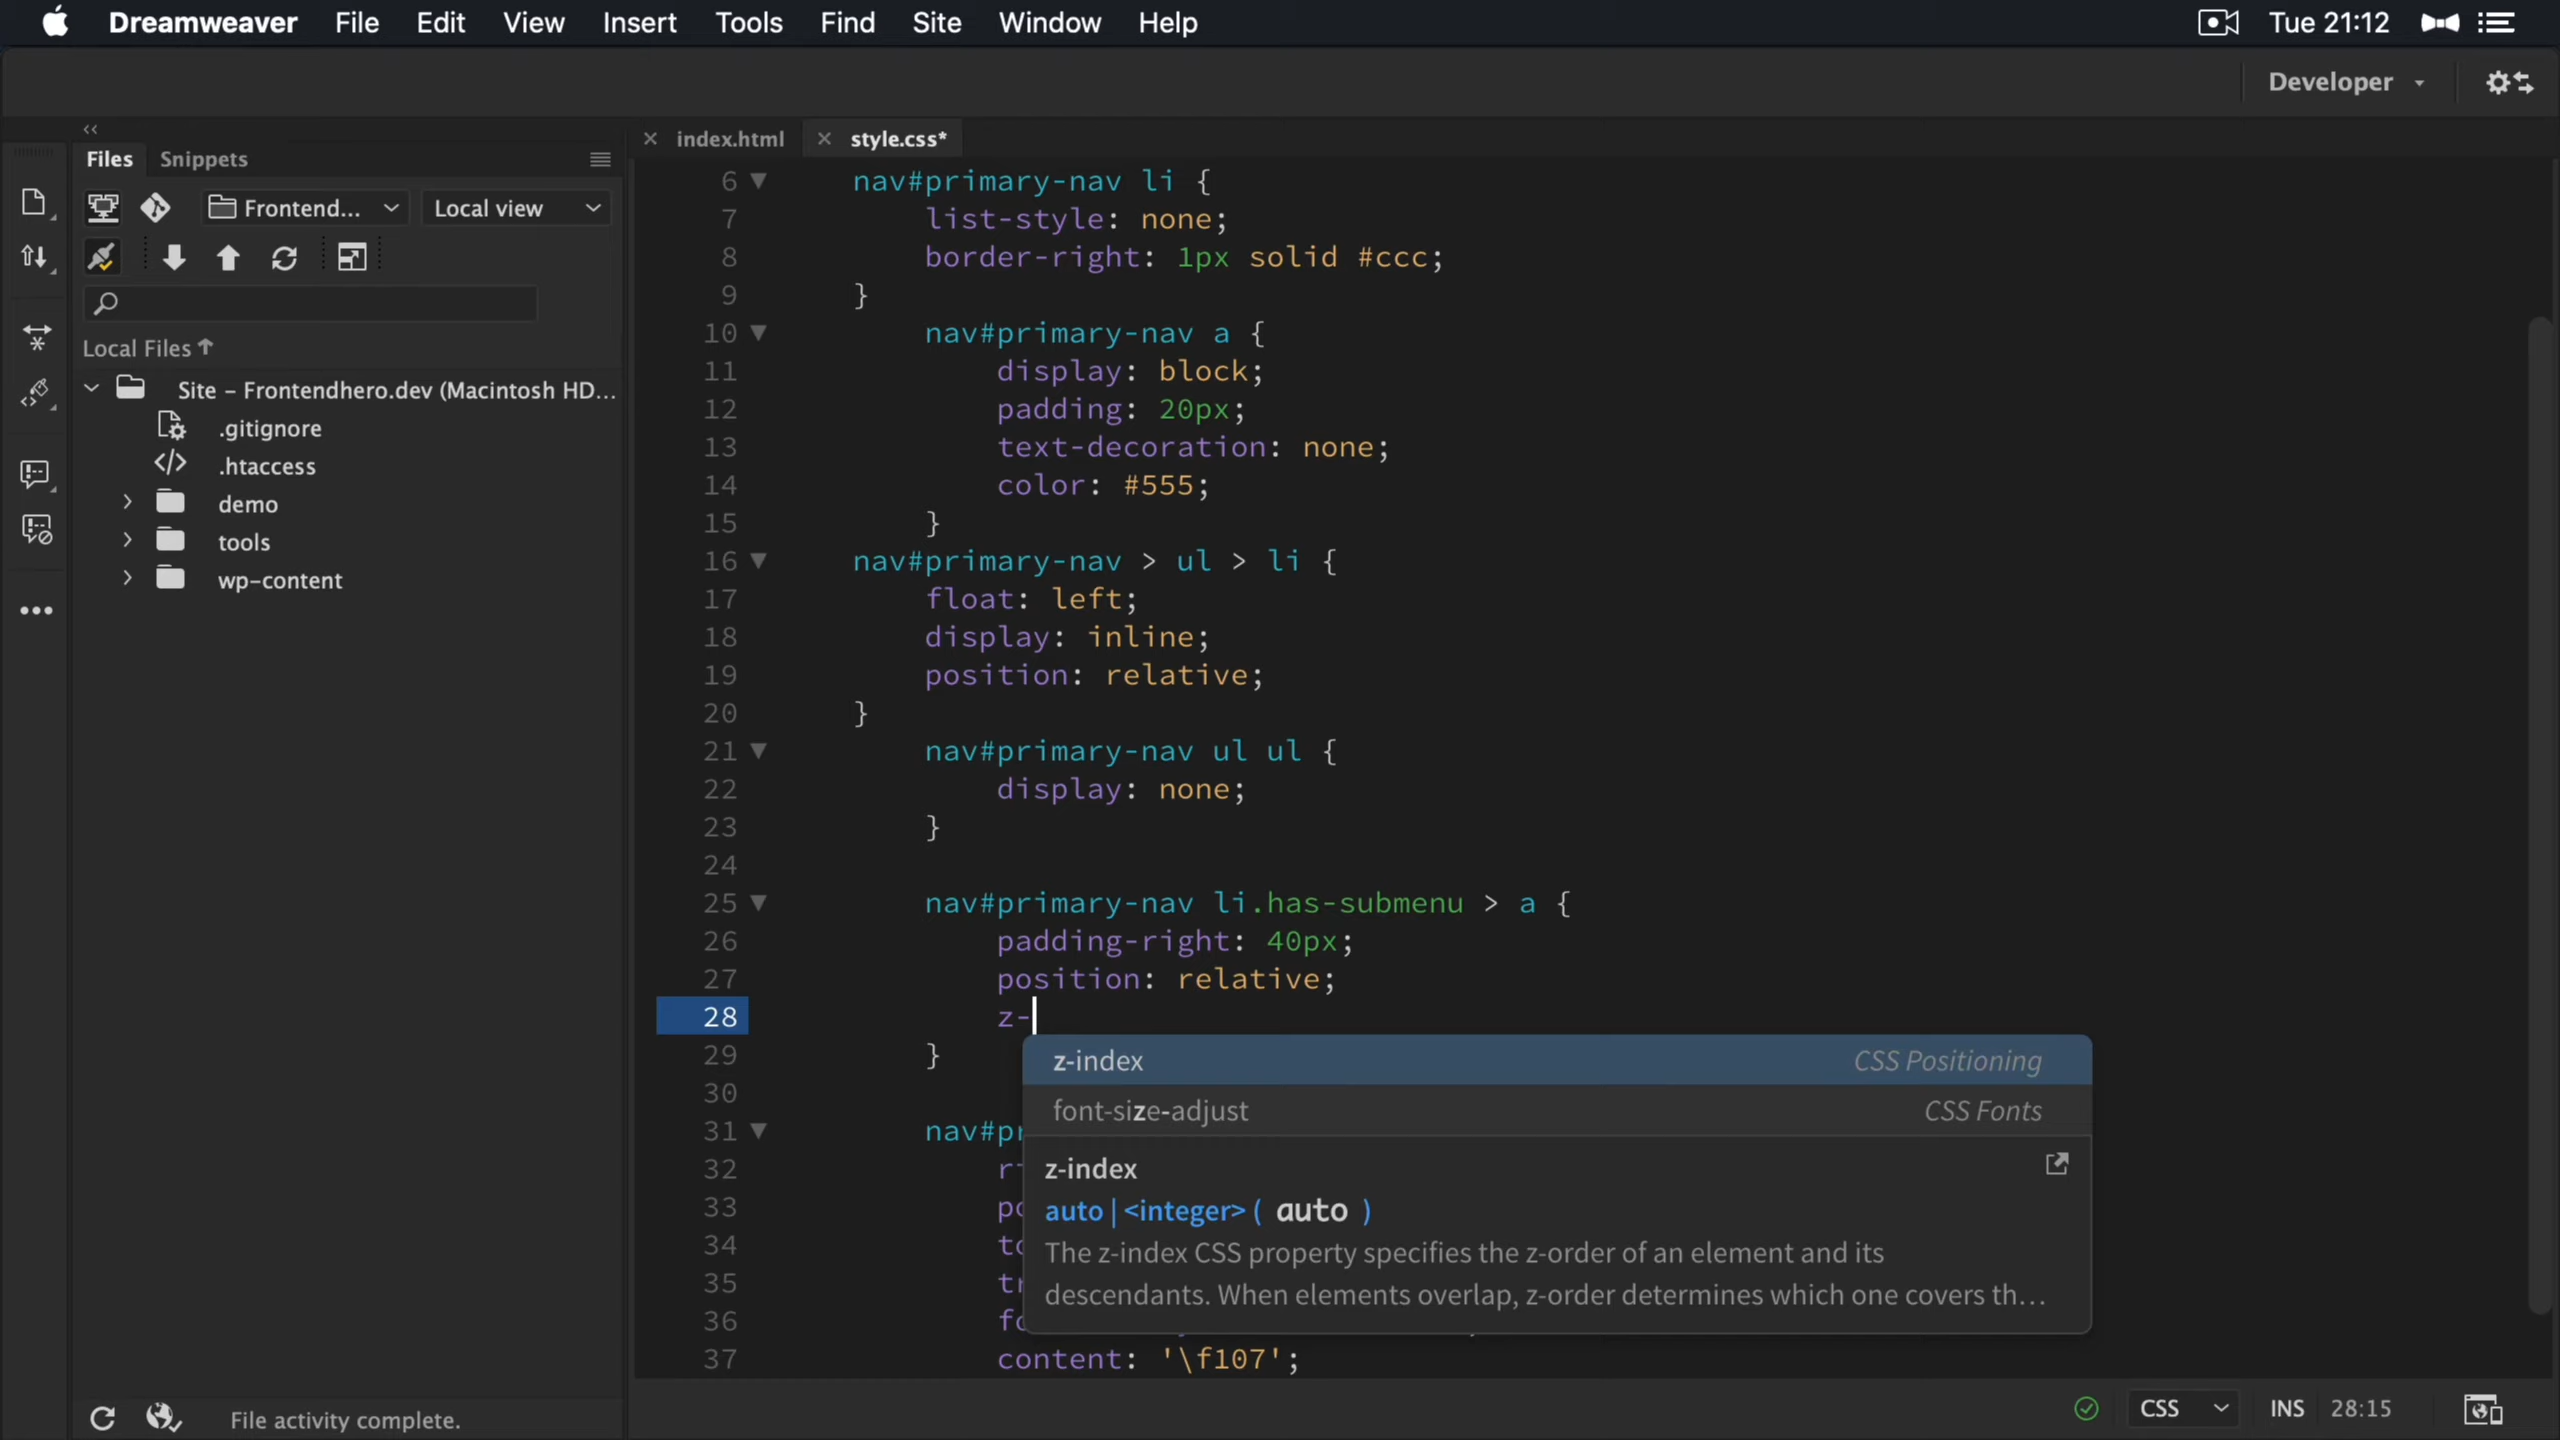 Dreamweaver File Edit View Insert Tools Find Site Window Help Tue 21:12
Developer
Files Snippets
Frontend... Local view
Local Files
Site – Frontendhero.dev (Macintosh HD...
.gitignore
.htaccess
demo
tools
wp-content
File activity complete.
index.html style.css*
6 nav#primary-nav li {
7 list-style: none;
8 border-right: 1px solid #ccc;
9 }
10 nav#primary-nav a {
11 display: block;
12 padding: 20px;
13 text-decoration: none;
14 color: #555;
15 }
16 nav#primary-nav > ul > li {
17 float: left;
18 display: inline;
19 position: relative;
20 }
21 nav#primary-nav ul ul {
22 display: none;
23 }
24
25 nav#primary-nav li.has-submenu > a {
26 padding-right: 40px;
27 position: relative;
28 z-
29 }
30
31 nav#pr
32
33 po
34 to
35 tr
36 fo
37 content: '\f107';
z-index CSS Positioning
font-size-adjust CSS Fonts
z-index
auto | <integer> ( auto )
The z-index CSS property specifies the z-order of an element and its
descendants. When elements overlap, z-order determines which one covers th...
CSS INS 28:15